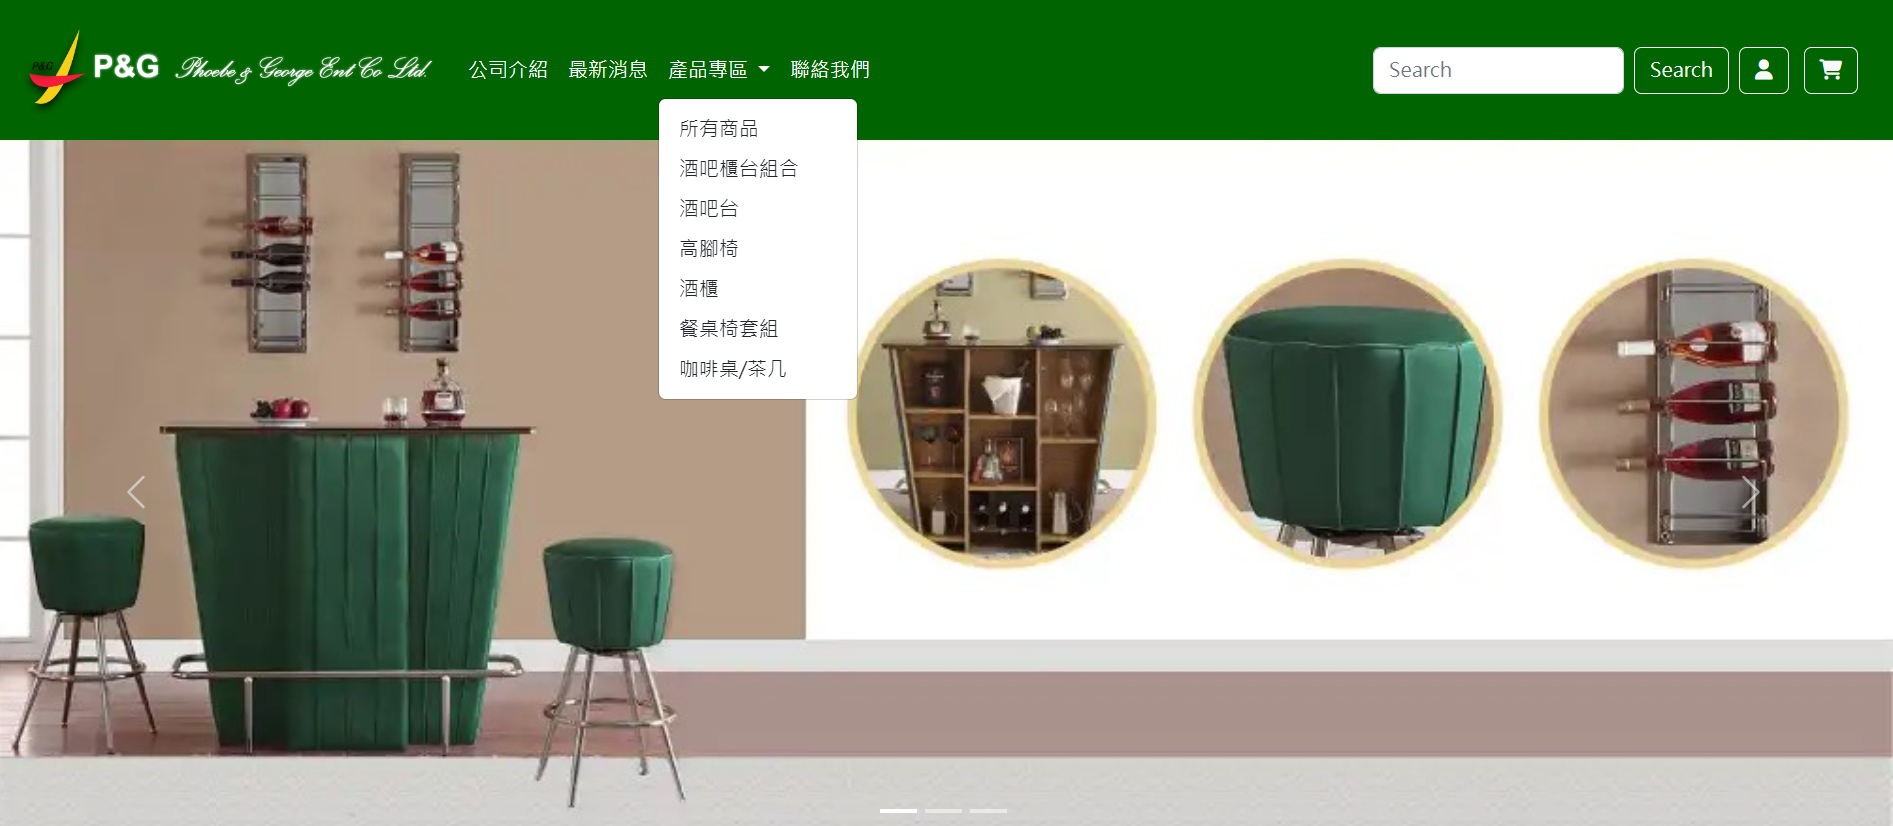 P&G
P&G Phoebe & George Ent Co Ltd.
公司介紹
最新消息
產品專區
聯絡我們
Search
Search
所有商品
酒吧櫃台組合
酒吧台
高腳椅
酒櫃
餐桌椅套組
咖啡桌/茶几